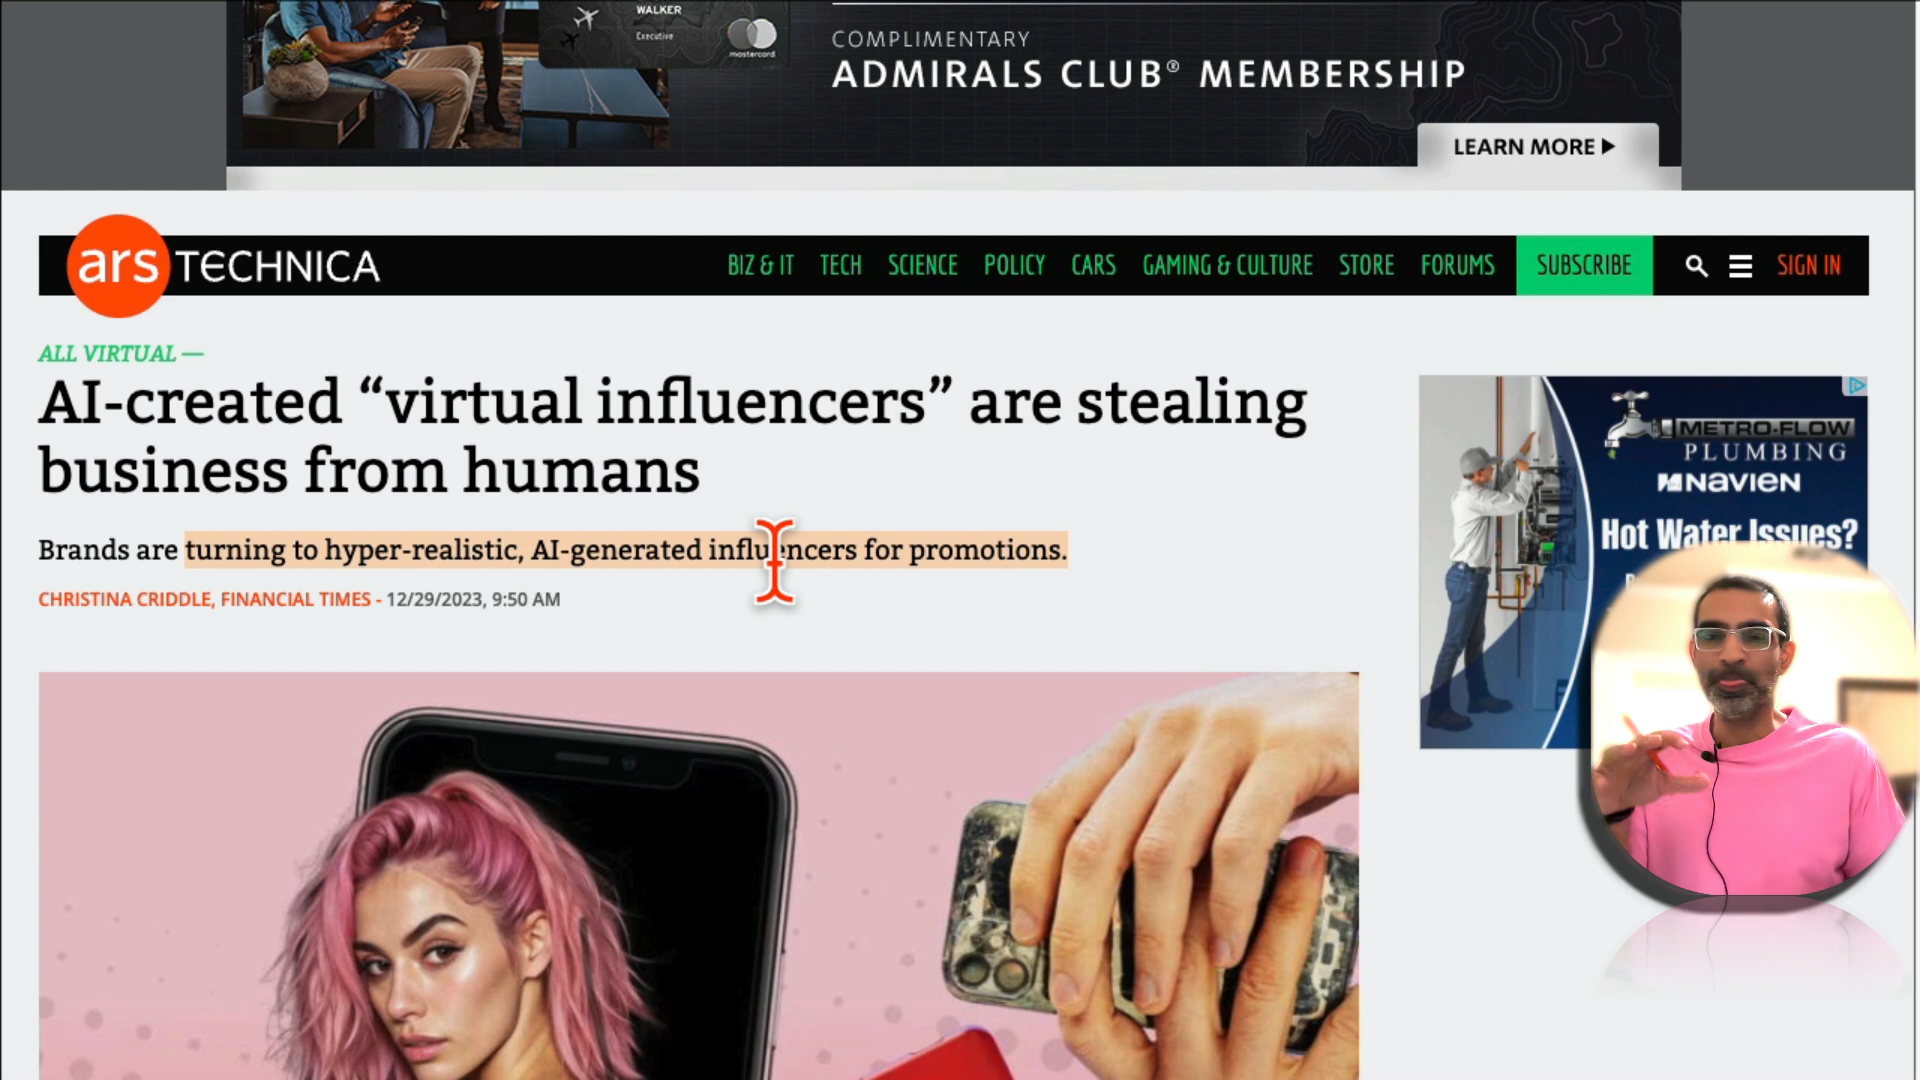 WALKER
Executive
mastercard
COMPLIMENTARY
ADMIRALS CLUB® MEMBERSHIP
LEARN MORE
ars TECHNICA
BIZ & IT TECH SCIENCE POLICY CARS GAMING & CULTURE STORE FORUMS SUBSCRIBE SIGN IN
ALL VIRTUAL —
AI-created “virtual influencers” are stealing
business from humans
Brands are turning to hyper-realistic, AI-generated influencers for promotions.
CHRISTINA CRIDDLE, FINANCIAL TIMES - 12/29/2023, 9:50 AM
METRO-FLOW
PLUMBING
NAVIEN
Hot Water Issues?